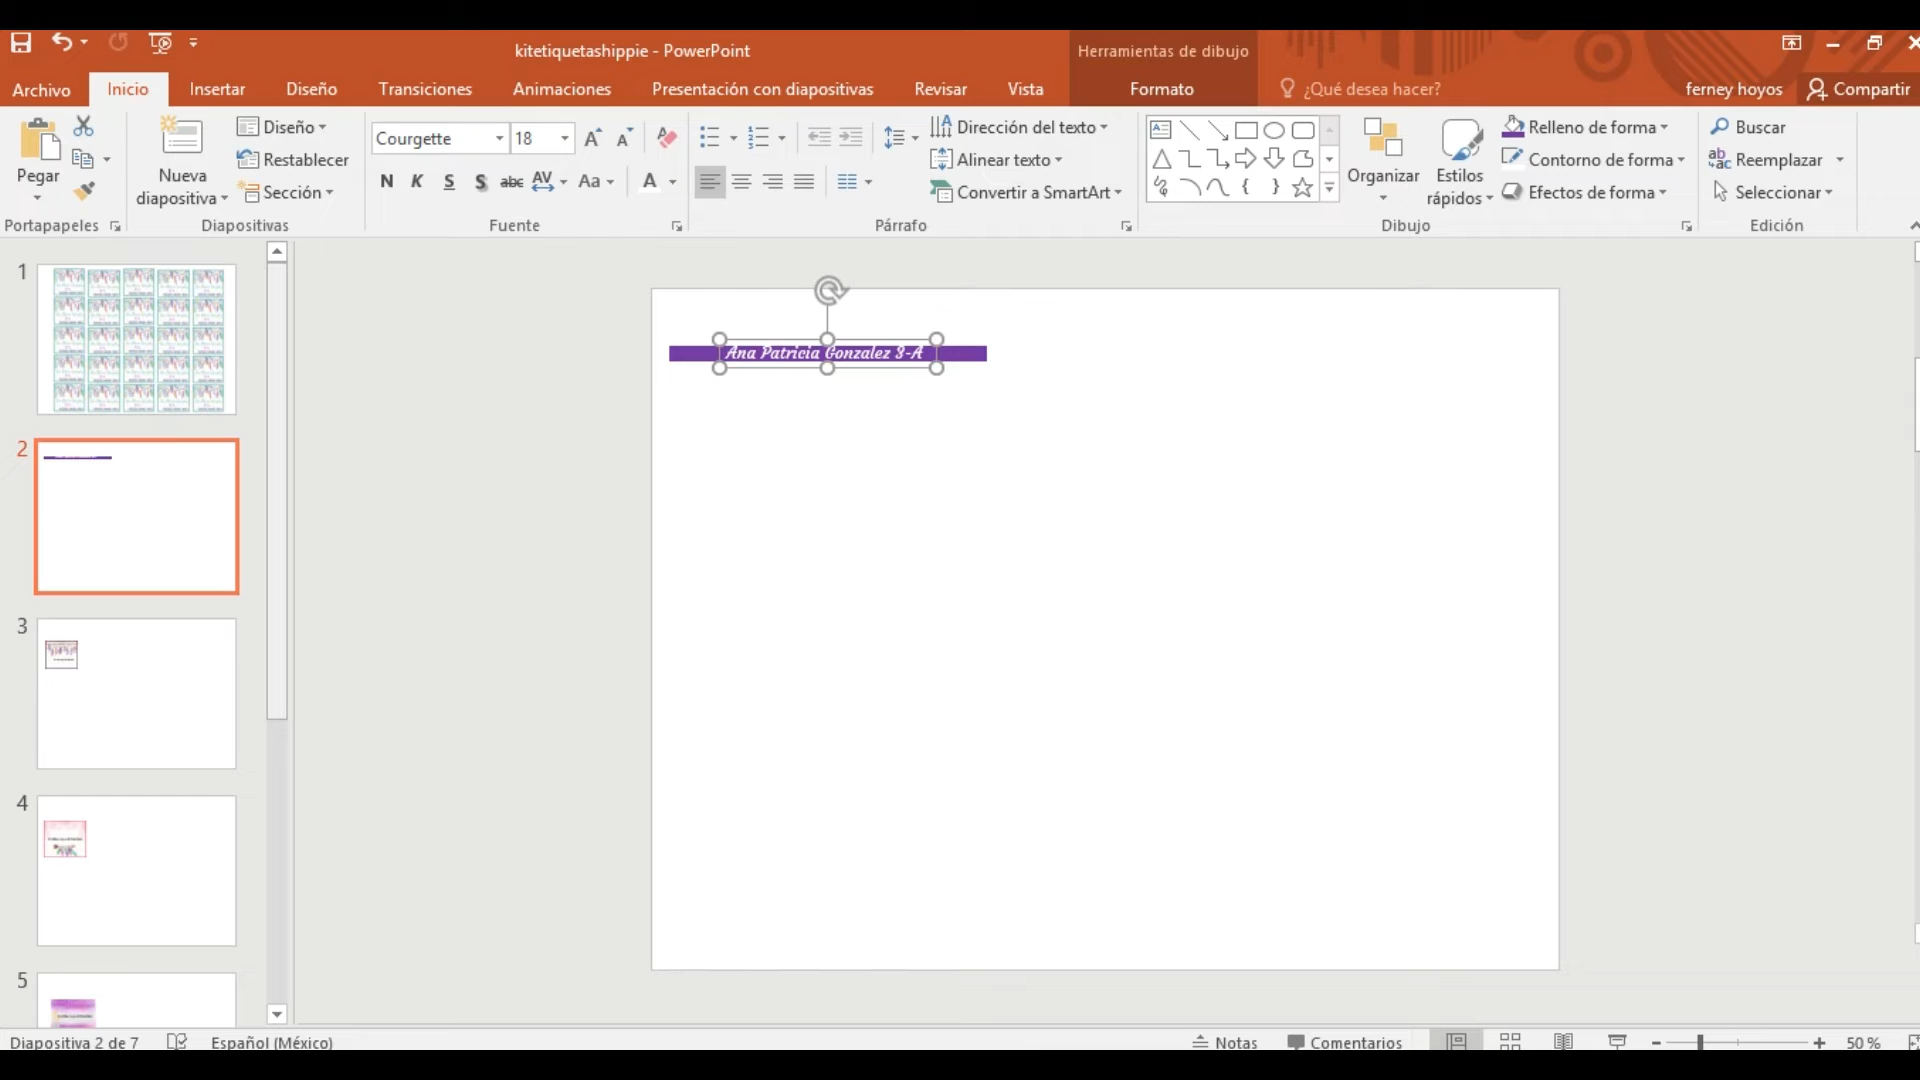 kitetiquetashippie - PowerPoint
Herramientas de dibujo
Archivo
Inicio
Insertar
Diseño
Transiciones
Animaciones
Presentación con diapositivas
Revisar
Vista
Formato
¿Qué desea hacer?
ferney hoyos
Compartir
Pegar
Nueva
diapositiva
Diseño
Restablecer
Sección
Courgette
18
N K S S abc AV Aa A
Dirección del texto
Alinear texto
Convertir a SmartArt
Organizar
Estilos
rápidos
Relleno de forma
Contorno de forma
Efectos de forma
Buscar
Reemplazar
Seleccionar
Portapapeles
Diapositivas
Fuente
Párrafo
Dibujo
Edición
1
2
3
4
5
Ana Patricia Gonzalez 3-A
Diapositiva 2 de 7
Español (México)
Notas
Comentarios
50 %